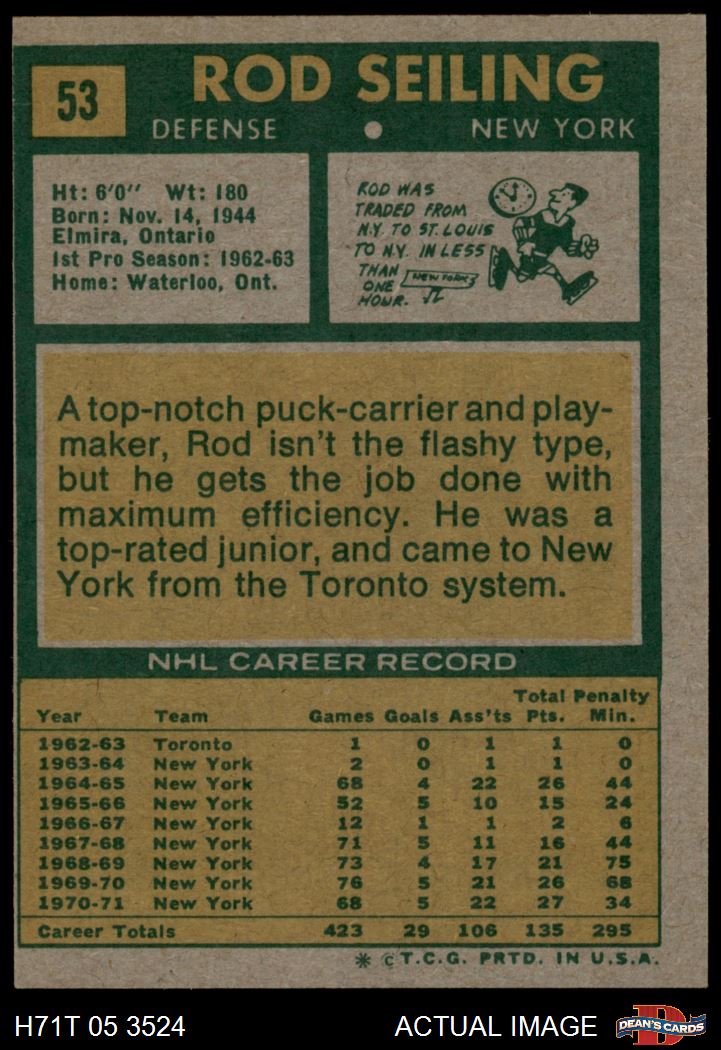 53
ROD SEILING
DEFENSE • NEW YORK
Ht: 6'0" Wt: 180
Born: Nov. 14, 1944
Elmira, Ontario
1st Pro Season: 1962-63
Home: Waterloo, Ont.
ROD WAS
TRADED FROM
N.Y. TO ST. LOUIS
TO N.Y. IN LESS
THAN
ONE
HOUR.
NEW YORK
A top-notch puck-carrier and play-
maker, Rod isn't the flashy type,
but he gets the job done with
maximum efficiency. He was a
top-rated junior, and came to New
York from the Toronto system.
NHL CAREER RECORD
Year Team Games Goals Ass'ts Total Pts. Penalty Min.
1962-63 Toronto 1 0 1 1 0
1963-64 New York 2 0 1 1 0
1964-65 New York 68 4 22 26 44
1965-66 New York 52 5 10 15 24
1966-67 New York 12 1 1 2 6
1967-68 New York 71 5 11 16 44
1968-69 New York 73 4 17 21 75
1969-70 New York 76 5 21 26 68
1970-71 New York 68 5 22 27 34
Career Totals 423 29 106 135 295
* © T.C.G. PRTD. IN U.S.A.
H71T 05 3524 ACTUAL IMAGE
D
DEAN'S CARDS